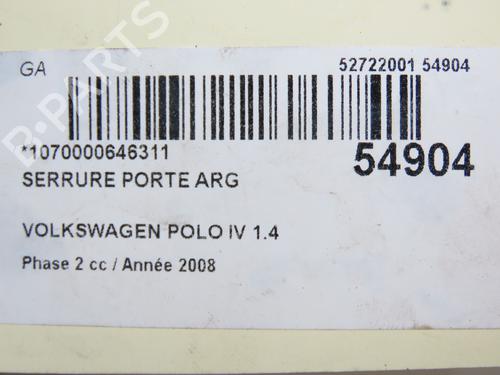 GA
52722001 54904
*1070000646311
54904
SERRURE PORTE ARG
VOLKSWAGEN POLO IV 1.4
Phase 2 cc / Année 2008
B-PARTS